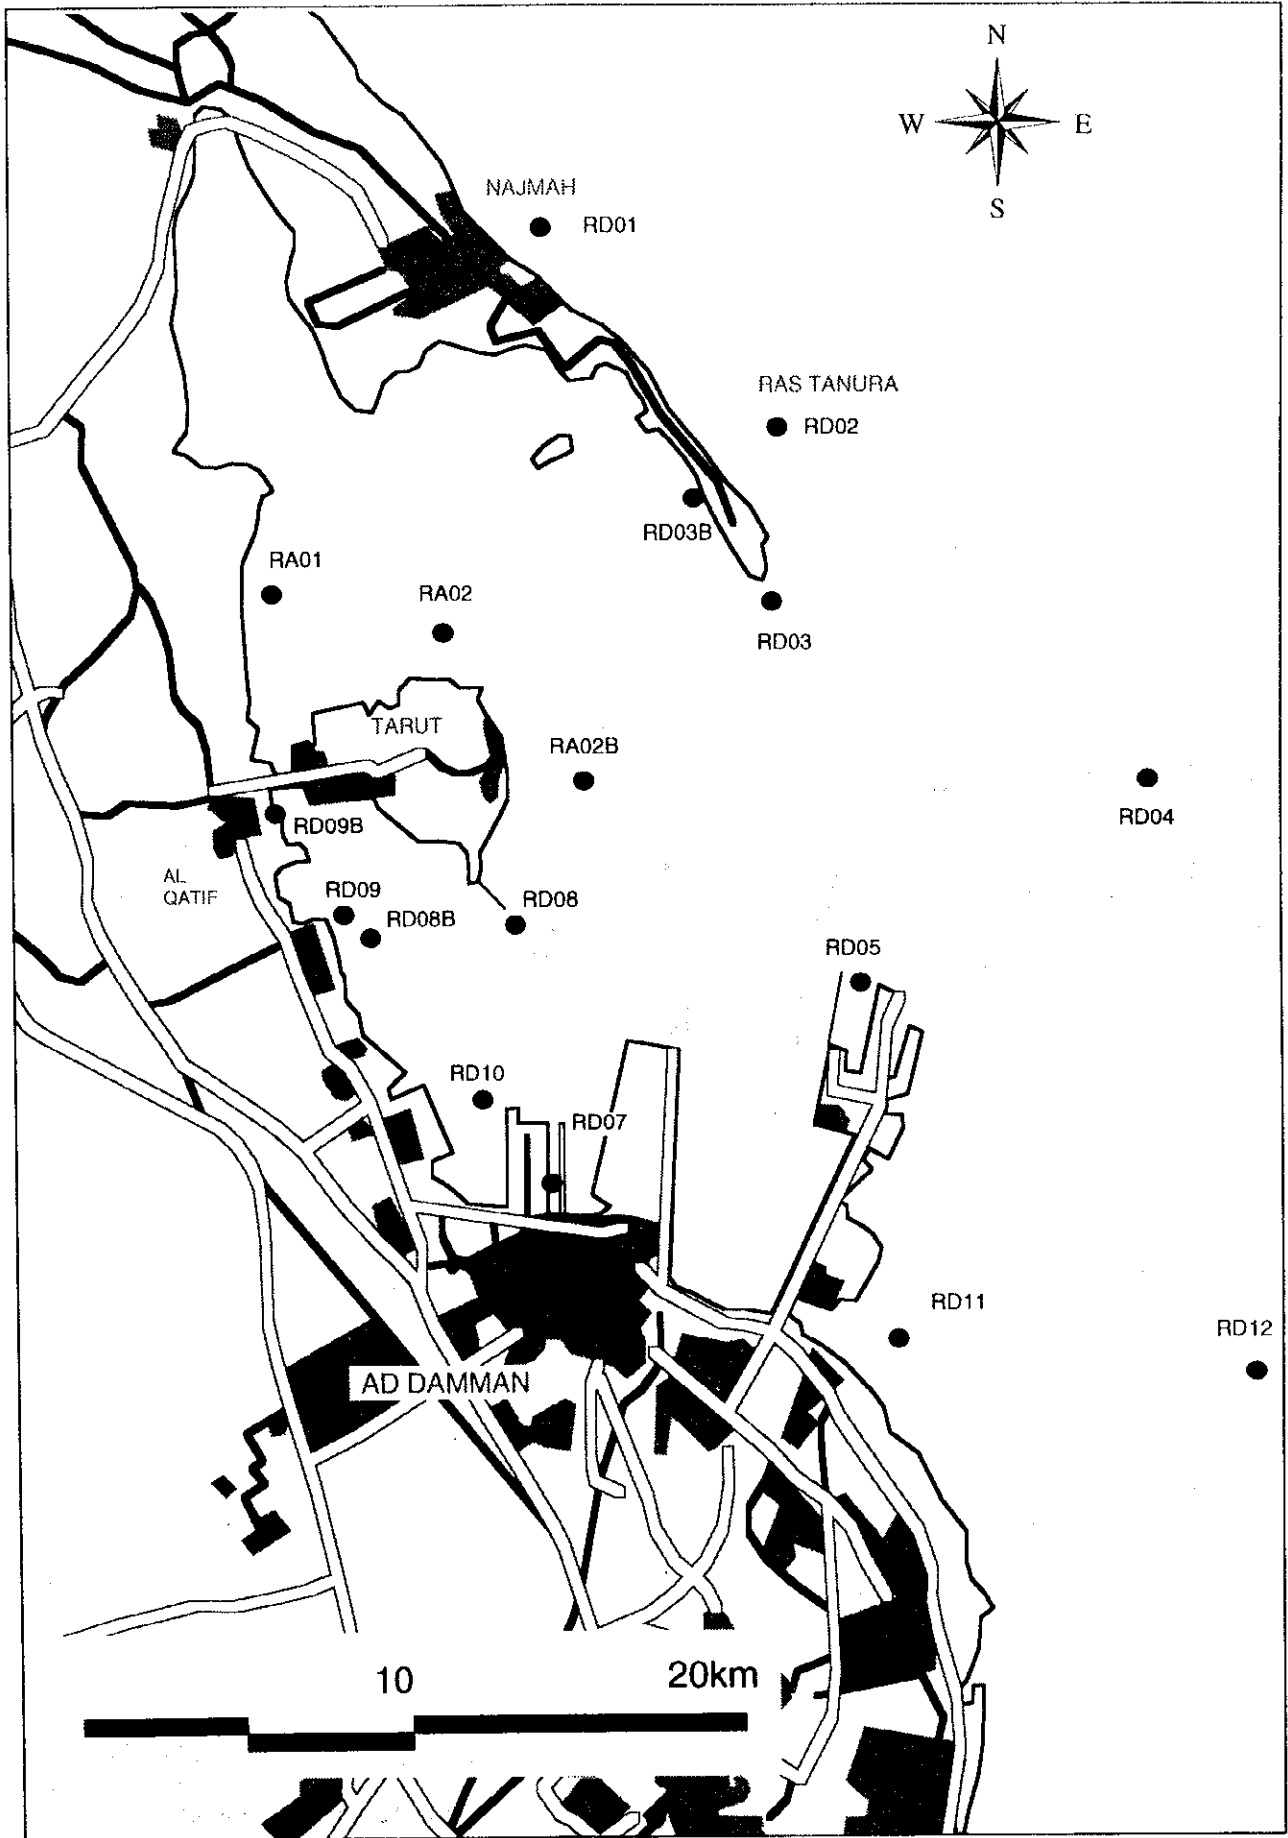 N
W E
S
NAJMAH
RD01
RAS TANURA
RD02
RD03B
RA01
RA02
RD03
TARUT
RA02B
RD04
RD09B
AL
QATIF
RD09
RD08B
RD08
RD05
RD10
RD07
RD11
RD12
AD DAMMAN
10 20km